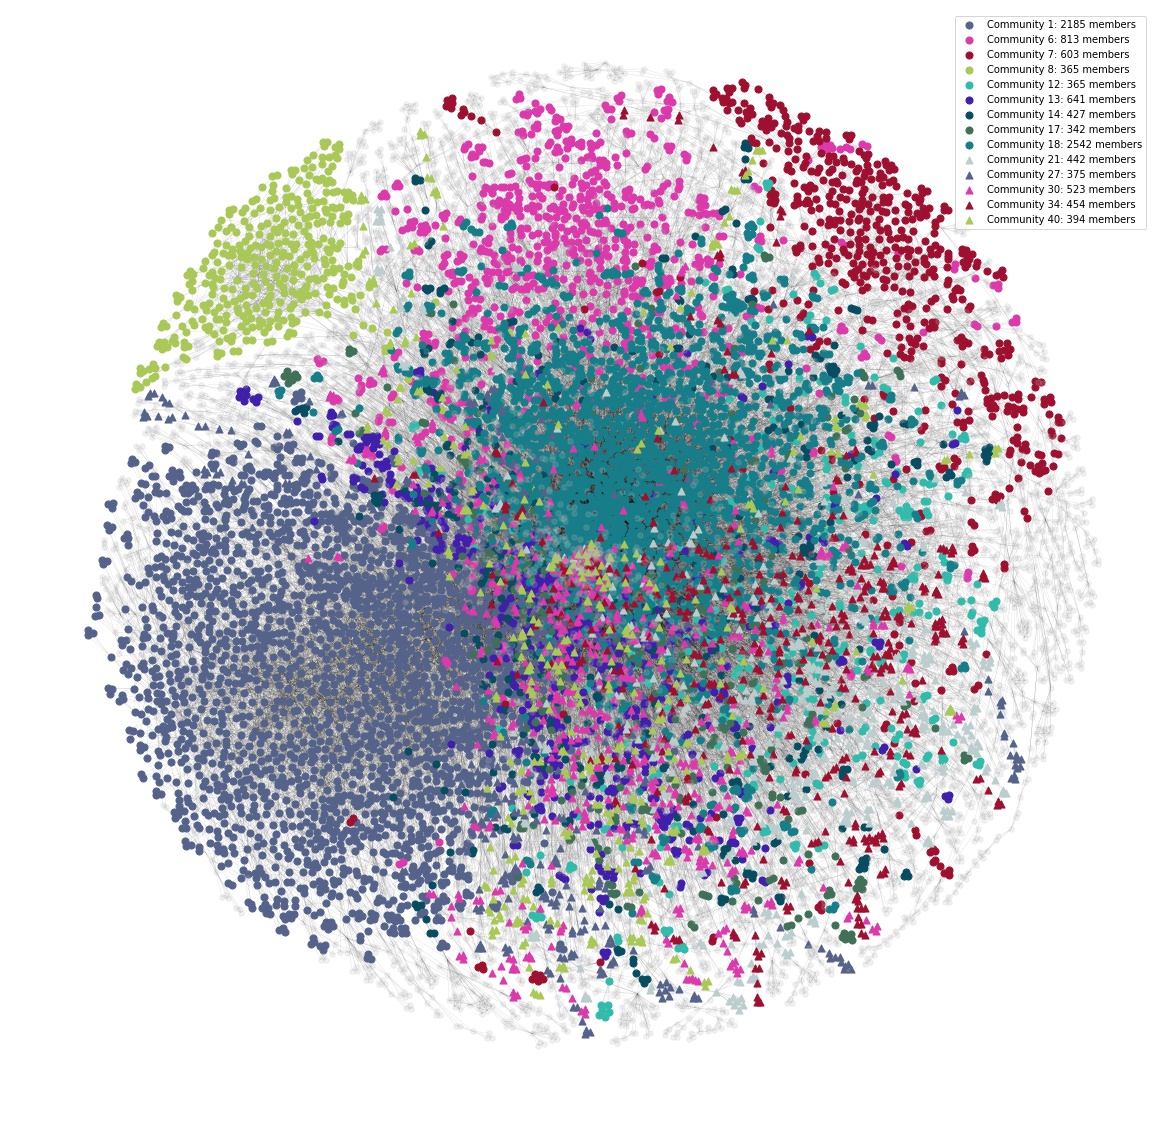 Community 1: 2185 members
Community 6: 813 members
Community 7: 603 members
Community 8: 365 members
Community 12: 365 members
Community 13: 641 members
Community 14: 427 members
Community 17: 342 members
Community 18: 2542 members
Community 21: 442 members
Community 27: 375 members
Community 30: 523 members
Community 34: 454 members
Community 40: 394 members